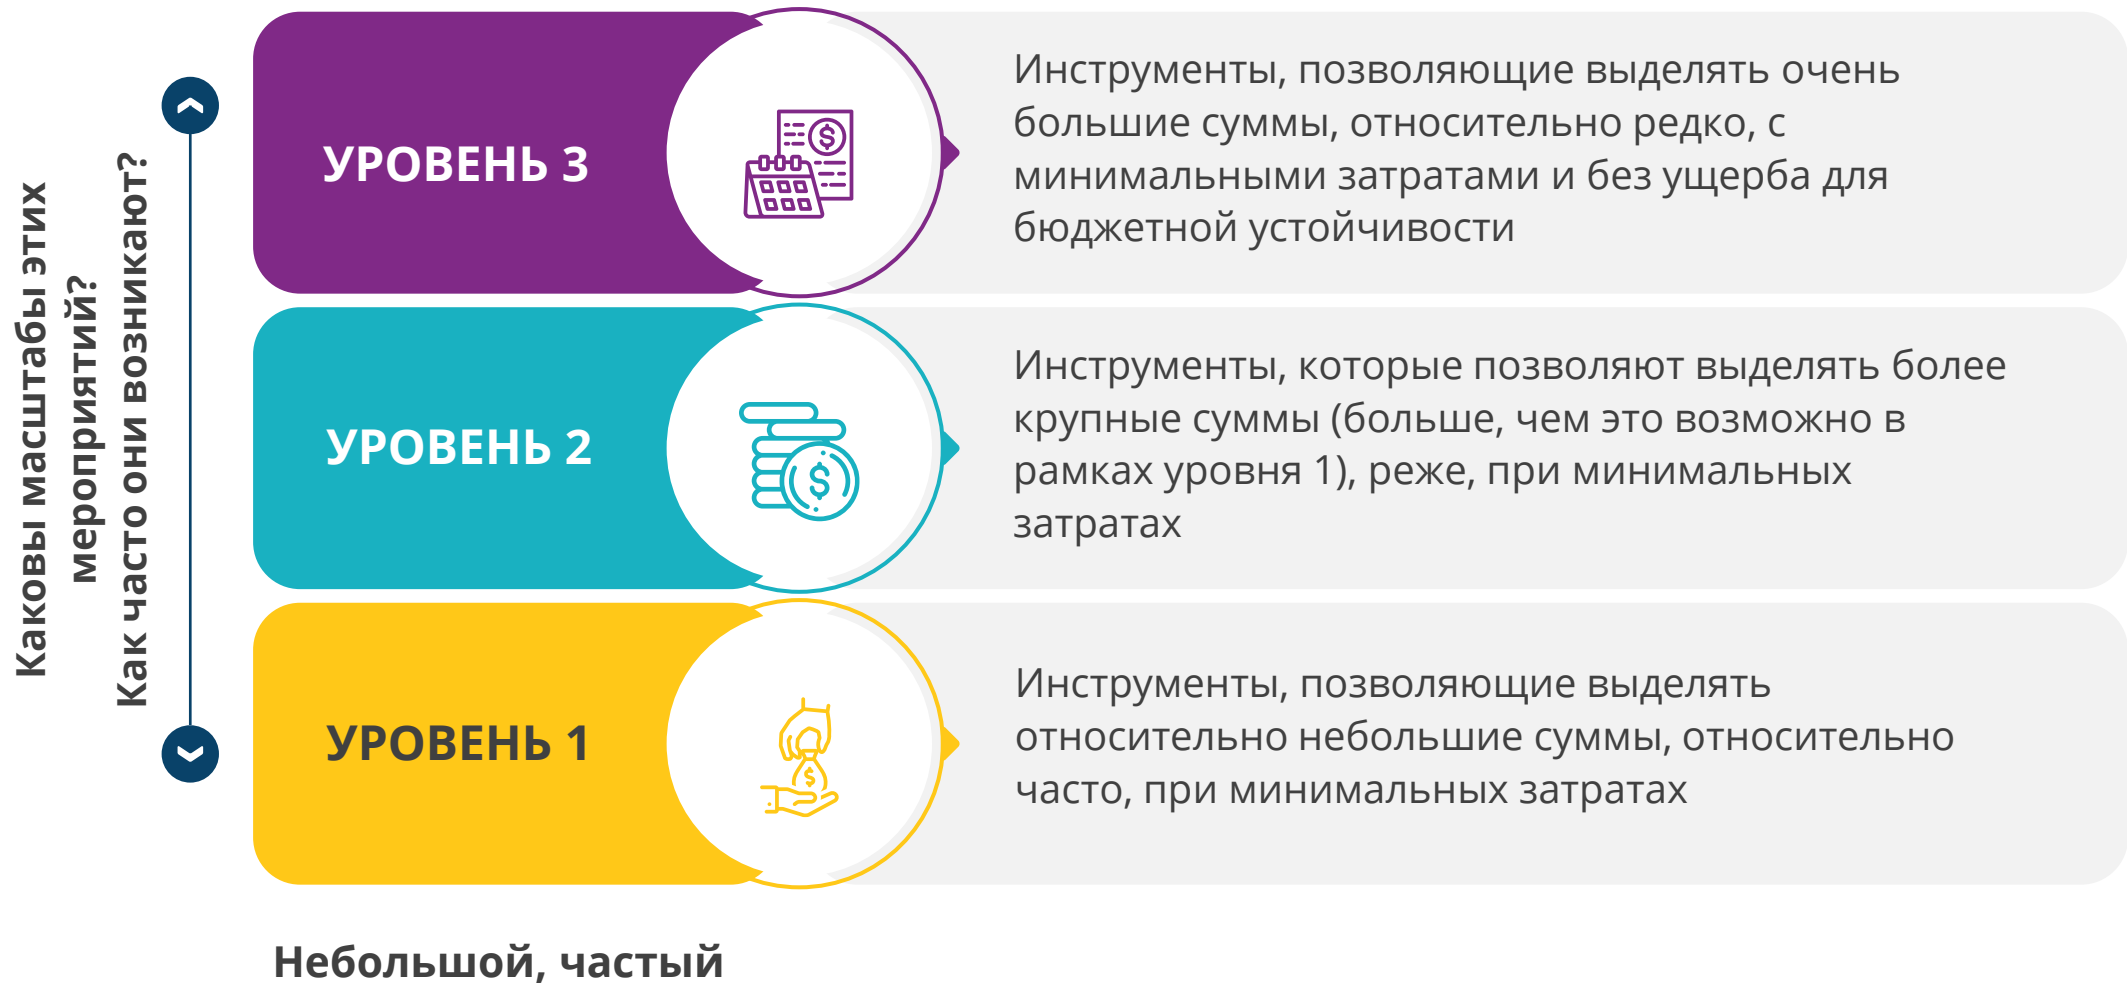 Каковы масштабы этих
мероприятий?
Как часто они возникают?
УРОВЕНЬ 3
Инструменты, позволяющие выделять очень
большие суммы, относительно редко, с
минимальными затратами и без ущерба для
бюджетной устойчивости
УРОВЕНЬ 2
Инструменты, которые позволяют выделять более
крупные суммы (больше, чем это возможно в
рамках уровня 1), реже, при минимальных
затратах
УРОВЕНЬ 1
Инструменты, позволяющие выделять
относительно небольшие суммы, относительно
часто, при минимальных затратах
Небольшой, частый